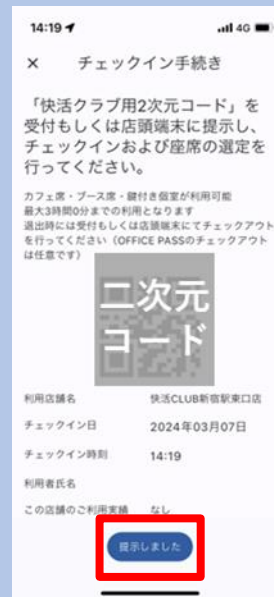 14:19
4G
× チェックイン手続き
「快活クラブ用2次元コード」を
受付もしくは店頭端末に提示し、
チェックインおよび座席の選定を
行ってください。
カフェ席・ブース席・鍵付き個室が利用可能
最大3時間0分までの利用となります
退出時には受付もしくは店頭端末にてチェックアウト
を行ってください（OFFICE PASSのチェックアウト
は任意です）
二次元
コード
利用店舗名 快活CLUB新宿駅東口店
チェックイン日 2024年03月07日
チェックイン時刻 14:19
利用者氏名
この店舗のご利用実績 なし
提示しました